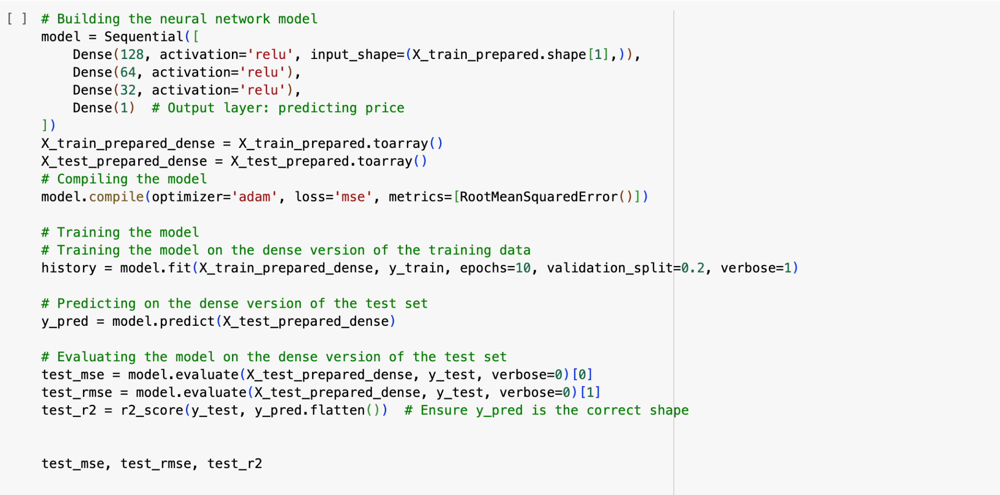 [ ] # Building the neural network model
model = Sequential([
    Dense(128, activation='relu', input_shape=(X_train_prepared.shape[1],)),
    Dense(64, activation='relu'),
    Dense(32, activation='relu'),
    Dense(1)  # Output layer: predicting price
])
X_train_prepared_dense = X_train_prepared.toarray()
X_test_prepared_dense = X_test_prepared.toarray()
# Compiling the model
model.compile(optimizer='adam', loss='mse', metrics=[RootMeanSquaredError()])
# Training the model
# Training the model on the dense version of the training data
history = model.fit(X_train_prepared_dense, y_train, epochs=10, validation_split=0.2, verbose=1)
# Predicting on the dense version of the test set
y_pred = model.predict(X_test_prepared_dense)
# Evaluating the model on the dense version of the test set
test_mse = model.evaluate(X_test_prepared_dense, y_test, verbose=0)[0]
test_rmse = model.evaluate(X_test_prepared_dense, y_test, verbose=0)[1]
test_r2 = r2_score(y_test, y_pred.flatten())  # Ensure y_pred is the correct shape
test_mse, test_rmse, test_r2